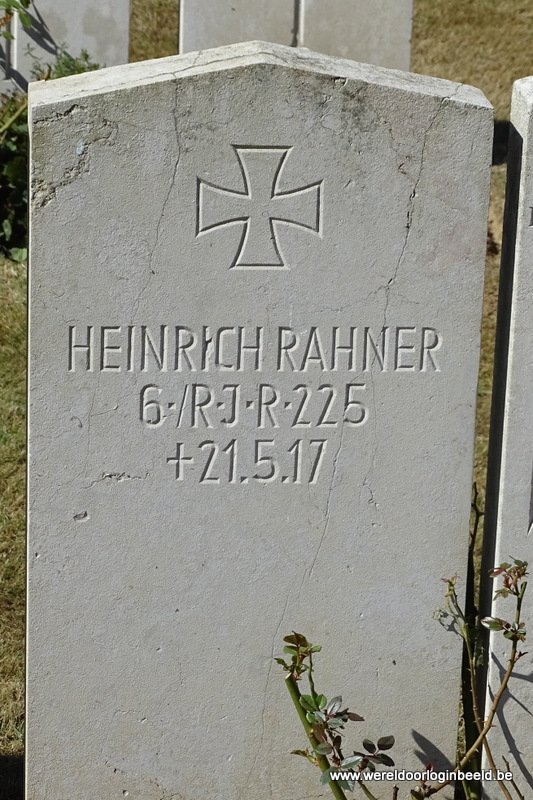 HEINRICH RAHNER
6·/R·J·R·225
+21.5.17
www.wereldoorloginbeeld.be